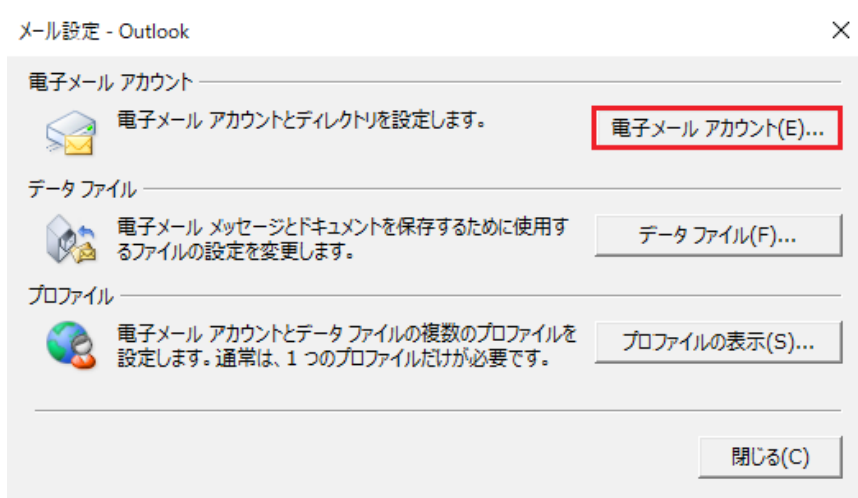 メール設定 - Outlook
電子メール アカウント
電子メール アカウントとディレクトリを設定します。
電子メール アカウント(E)...
データ ファイル
電子メール メッセージとドキュメントを保存するために使用す
るファイルの設定を変更します。
データ ファイル(F)...
プロファイル
電子メール アカウントとデータ ファイルの複数のプロファイルを
設定します。通常は、1 つのプロファイルだけが必要です。
プロファイルの表示(S)...
閉じる(C)